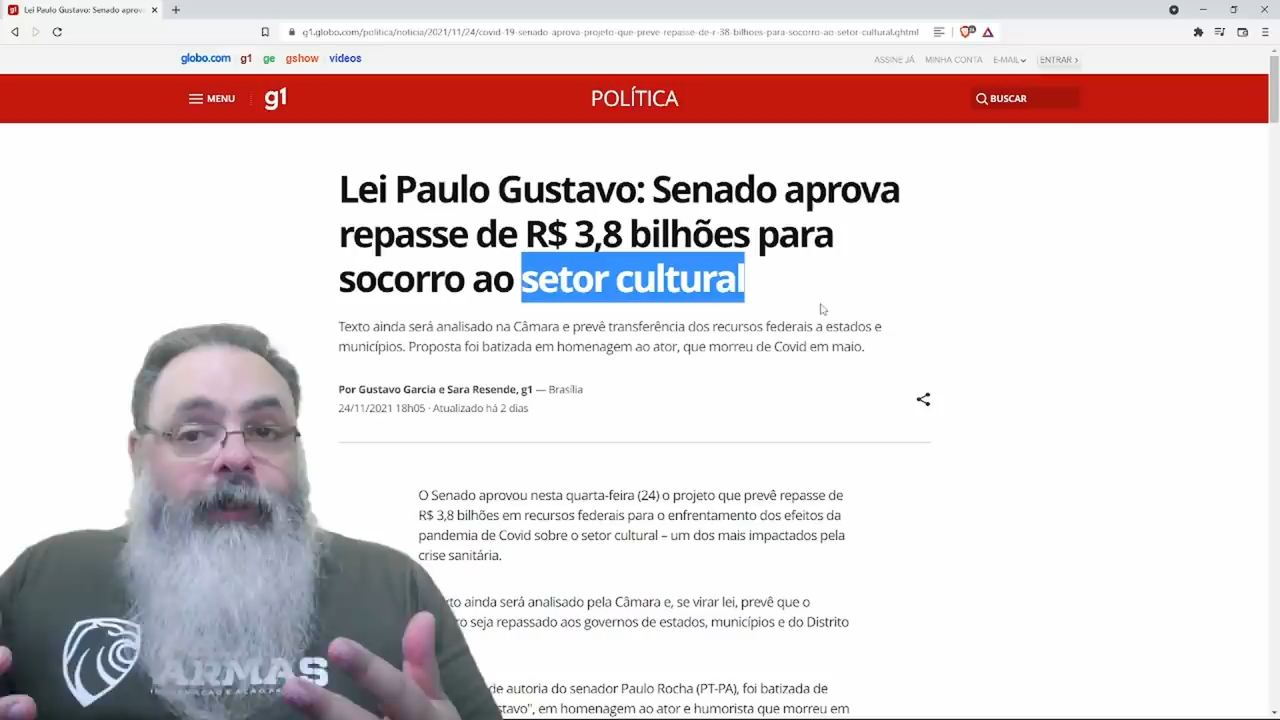 Lei Paulo Gustavo: Senado aprov
g1.globo.com/politica/noticia/2021/11/24/covid-19-senado-aprova-projeto-que-preve-repasse-de-r-38-bilhoes-para-socorro-ao-setor-cultural.ghtml
globo.com g1 ge gshow vídeos
ASSINE JÁ MINHA CONTA E-MAIL ENTRAR ›
MENU g1 POLÍTICA BUSCAR
Lei Paulo Gustavo: Senado aprova
repasse de R$ 3,8 bilhões para
socorro ao setor cultural
Texto ainda será analisado na Câmara e prevê transferência dos recursos federais a estados e
municípios. Proposta foi batizada em homenagem ao ator, que morreu de Covid em maio.
Por Gustavo Garcia e Sara Resende, g1 — Brasília
24/11/2021 18h05 · Atualizado há 2 dias
O Senado aprovou nesta quarta-feira (24) o projeto que prevê repasse de
R$ 3,8 bilhões em recursos federais para o enfrentamento dos efeitos da
pandemia de Covid sobre o setor cultural – um dos mais impactados pela
crise sanitária.
to ainda será analisado pela Câmara e, se virar lei, prevê que o
ro seja repassado aos governos de estados, municípios e do Distrito
de autoria do senador Paulo Rocha (PT-PA), foi batizada de
stavo", em homenagem ao ator e humorista que morreu em
ARMAS